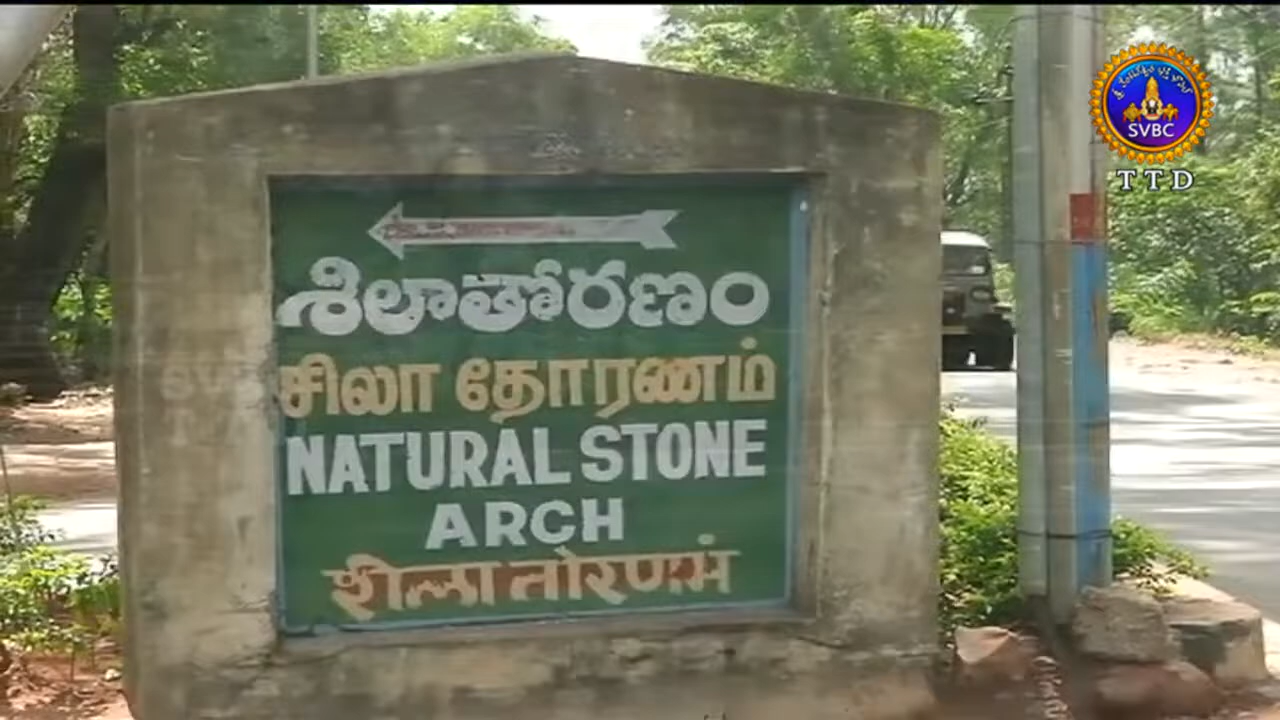 శిలాతోరణం
சிலா தோரணம்
NATURAL STONE
ARCH
शीला तोरणमं
SVBC
TTD